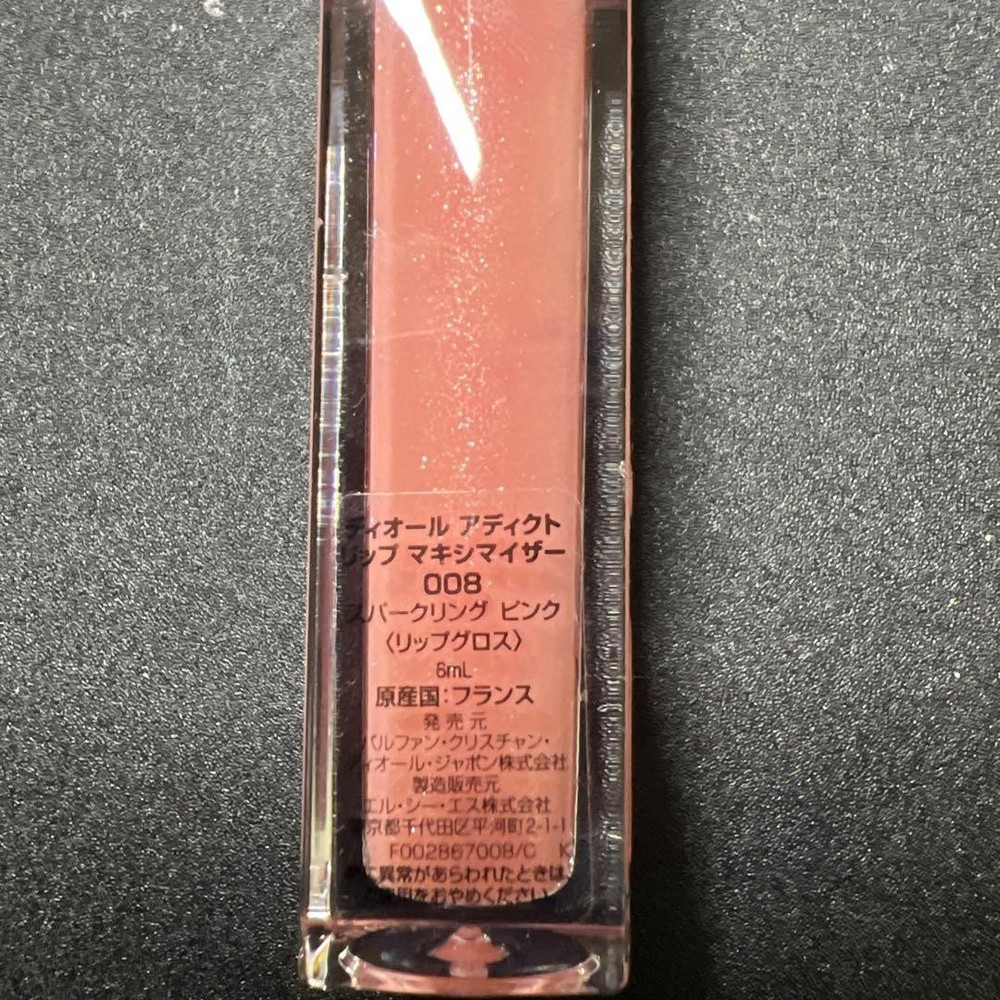 ディオール アディクト
リップ マキシマイザー
008
スパークリング ピンク
〈リップグロス〉
6mL
原産国:フランス
発売元
パルファン・クリスチャン・
ディオール・ジャポン株式会社
製造販売元
エル・シー・エス株式会社
東京都千代田区平河町2-1-1
F002867008/C K
異常があらわれたときは、
ご使用をおやめください。